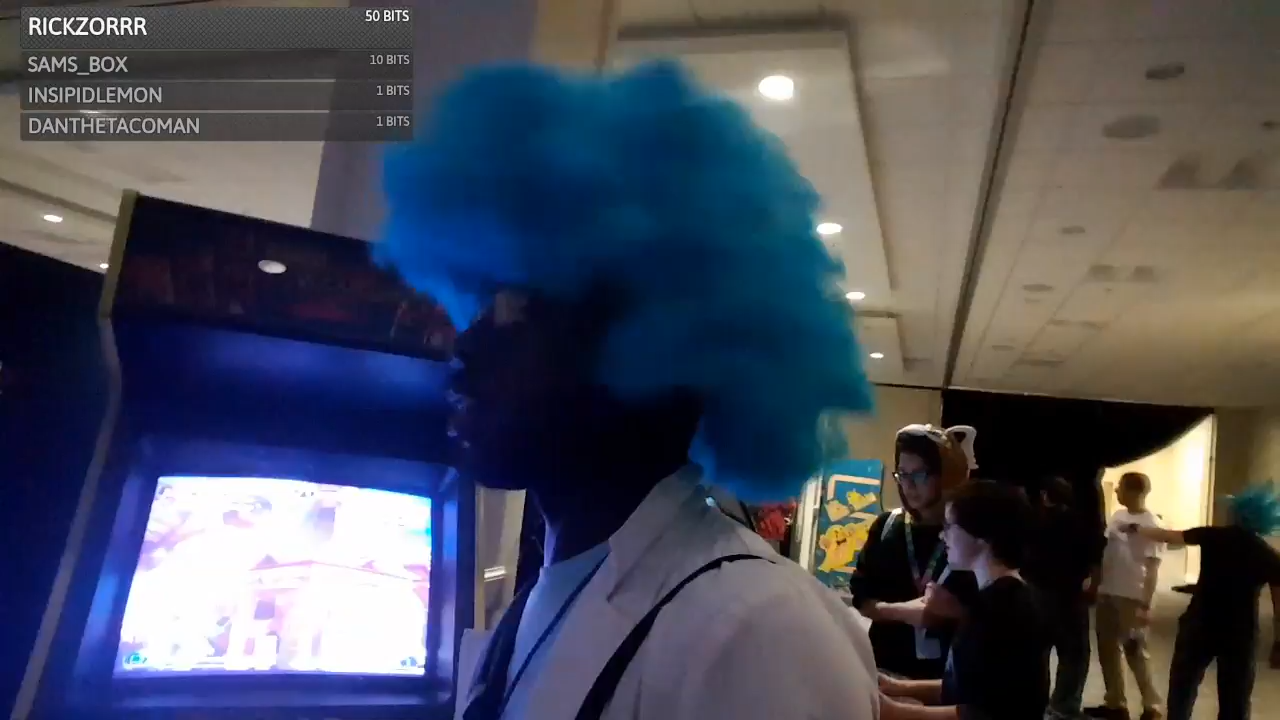 RICKZORRR 50 BITS
SAMS_BOX 10 BITS
INSIPIDLEMON 1 BITS
DANTHETACOMAN 1 BITS